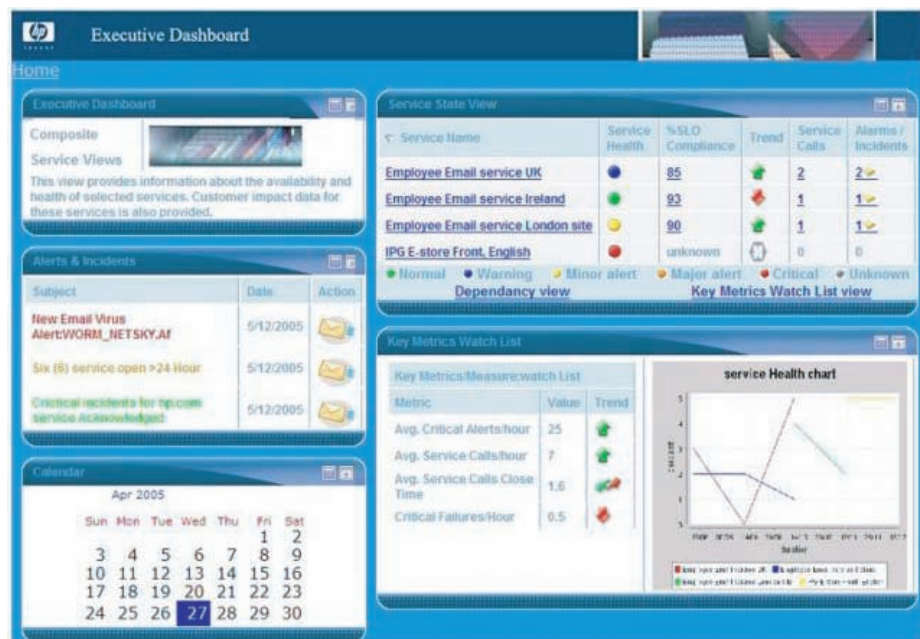 hp
invent
Executive Dashboard
Home
Executive Dashboard
Composite
Service Views
This view provides information about the availability and
health of selected services. Customer impact data for
these services is also provided.
Alerts & Incidents
Subject Date Action
New Email Virus
Alert:WORM_NETSKY.Af 5/12/2005
Six (6) service open >24 Hour 5/12/2005
Crictical incidents for hp.com
service Acknowledged 5/12/2005
Calendar
Apr 2005
Sun Mon Tue Wed Thu Fri Sat
1 2
3 4 5 6 7 8 9
10 11 12 13 14 15 16
17 18 19 20 21 22 23
24 25 26 27 28 29 30
Service State View
Service Name Service Health %SLO Compliance Trend Service Calls Alarms / Incidents
Employee Email service UK 85 2 2
Employee Email service Ireland 93 1 1
Employee Email service London site 90 1 1
IPG E-store Front, English unknown 0 0
Normal Warning Minor alert Major alert Critical Unknown
Dependancy view Key Metrics Watch List view
Key Metrics Watch List
Key Metrics/Measure:watch List
Metric Value Trend
Avg. Critical Alerts/hour 25
Avg. Service Calls/hour 7
Avg. Service Calls Close
Time 1.6
Critical Failures/Hour 0.5
service Health chart
5
4
3
2
1
0